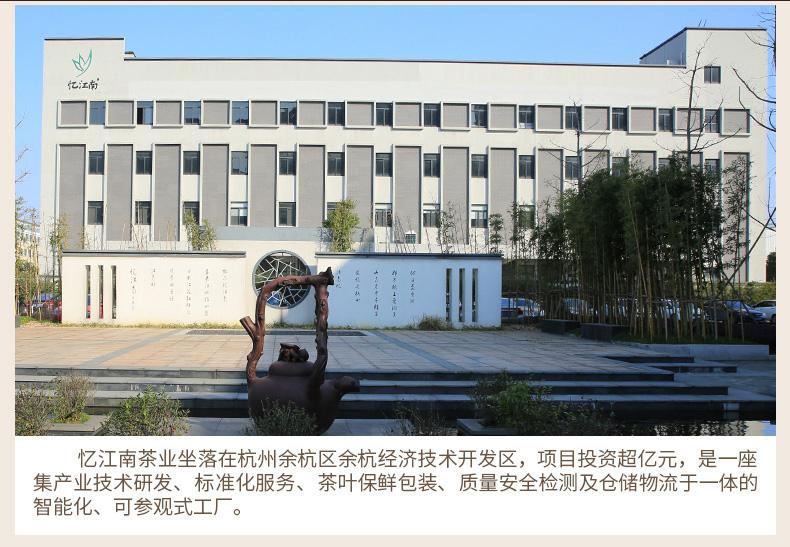 忆江南
忆江南茶业坐落在杭州余杭区余杭经济技术开发区，项目投资超亿元，是一座
集产业技术研发、标准化服务、茶叶保鲜包装、质量安全检测及仓储物流于一体的
智能化、可参观式工厂。